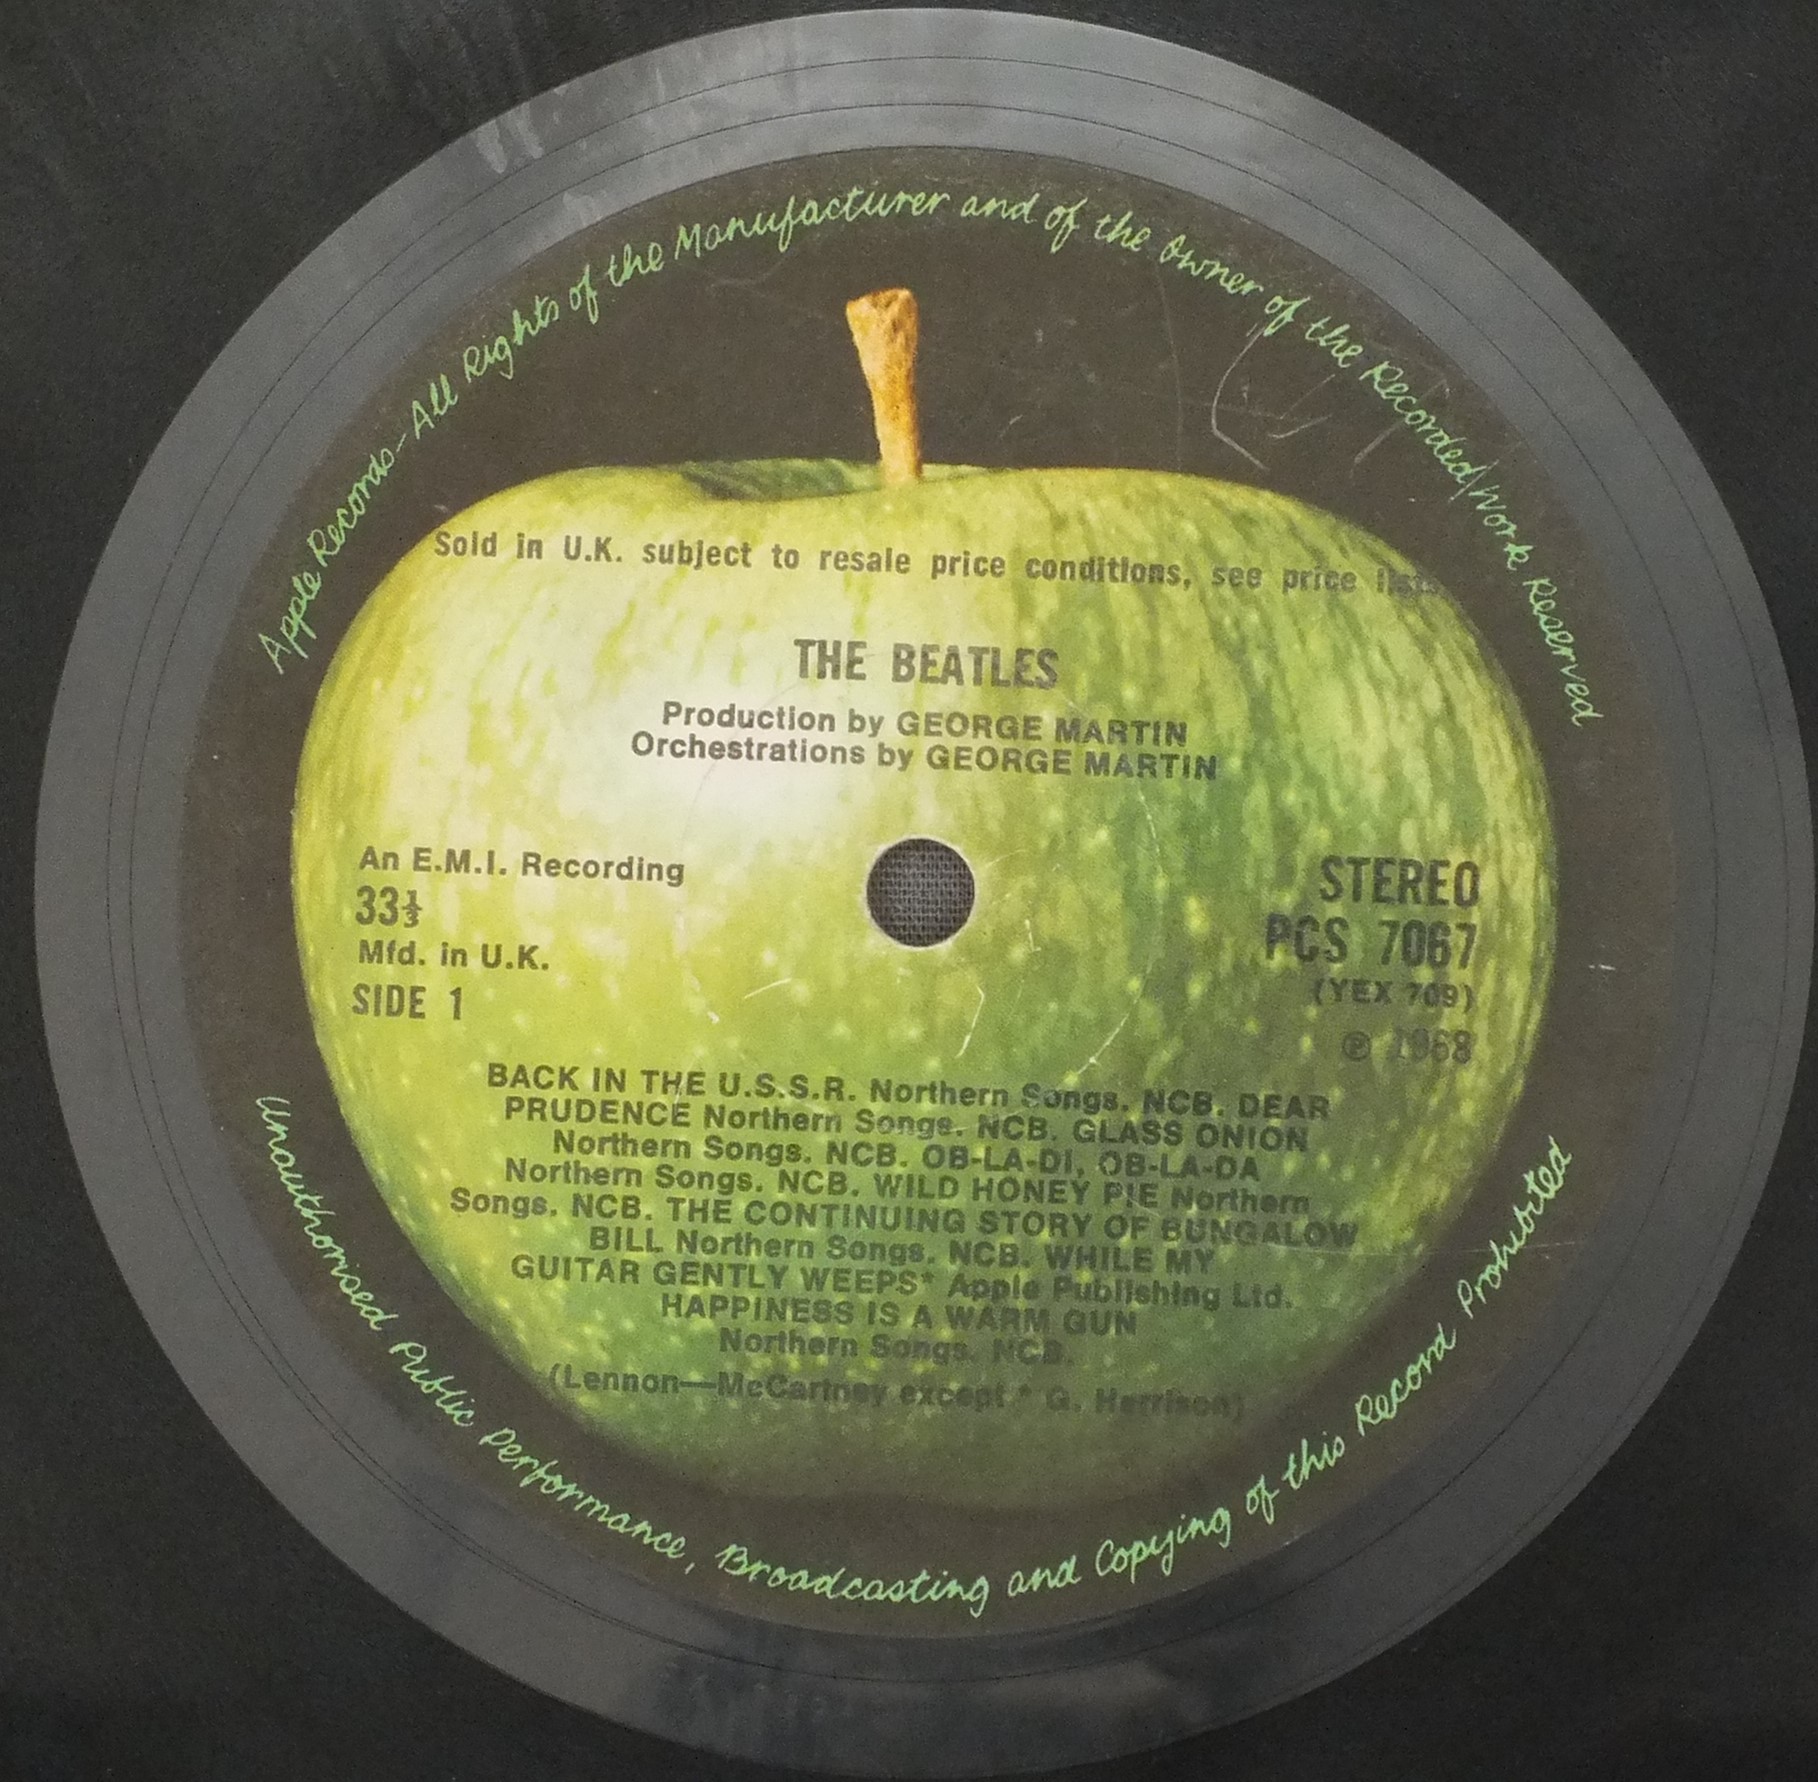 Apple Records-All Rights of the Manufacturer and of the Owner of the Recorded Work Reserved
Sold in U.K. subject to resale price conditions, see price lists
THE BEATLES
Production by GEORGE MARTIN
Orchestrations by GEORGE MARTIN
An E.M.I. Recording
33⅓
Mfd. in U.K.
SIDE 1
STEREO
PCS 7067
(YEX 709)
℗ 1968
BACK IN THE U.S.S.R. Northern Songs. NCB. DEAR
PRUDENCE Northern Songs. NCB. GLASS ONION
Northern Songs. NCB. OB-LA-DI, OB-LA-DA
Northern Songs. NCB. WILD HONEY PIE Northern
Songs. NCB. THE CONTINUING STORY OF BUNGALOW
BILL Northern Songs. NCB. WHILE MY
GUITAR GENTLY WEEPS* Apple Publishing Ltd.
HAPPINESS IS A WARM GUN
Northern Songs. NCB.
(Lennon—McCartney except * G. Harrison)
Unauthorised Public Performance, Broadcasting and Copying of this Record Prohibited